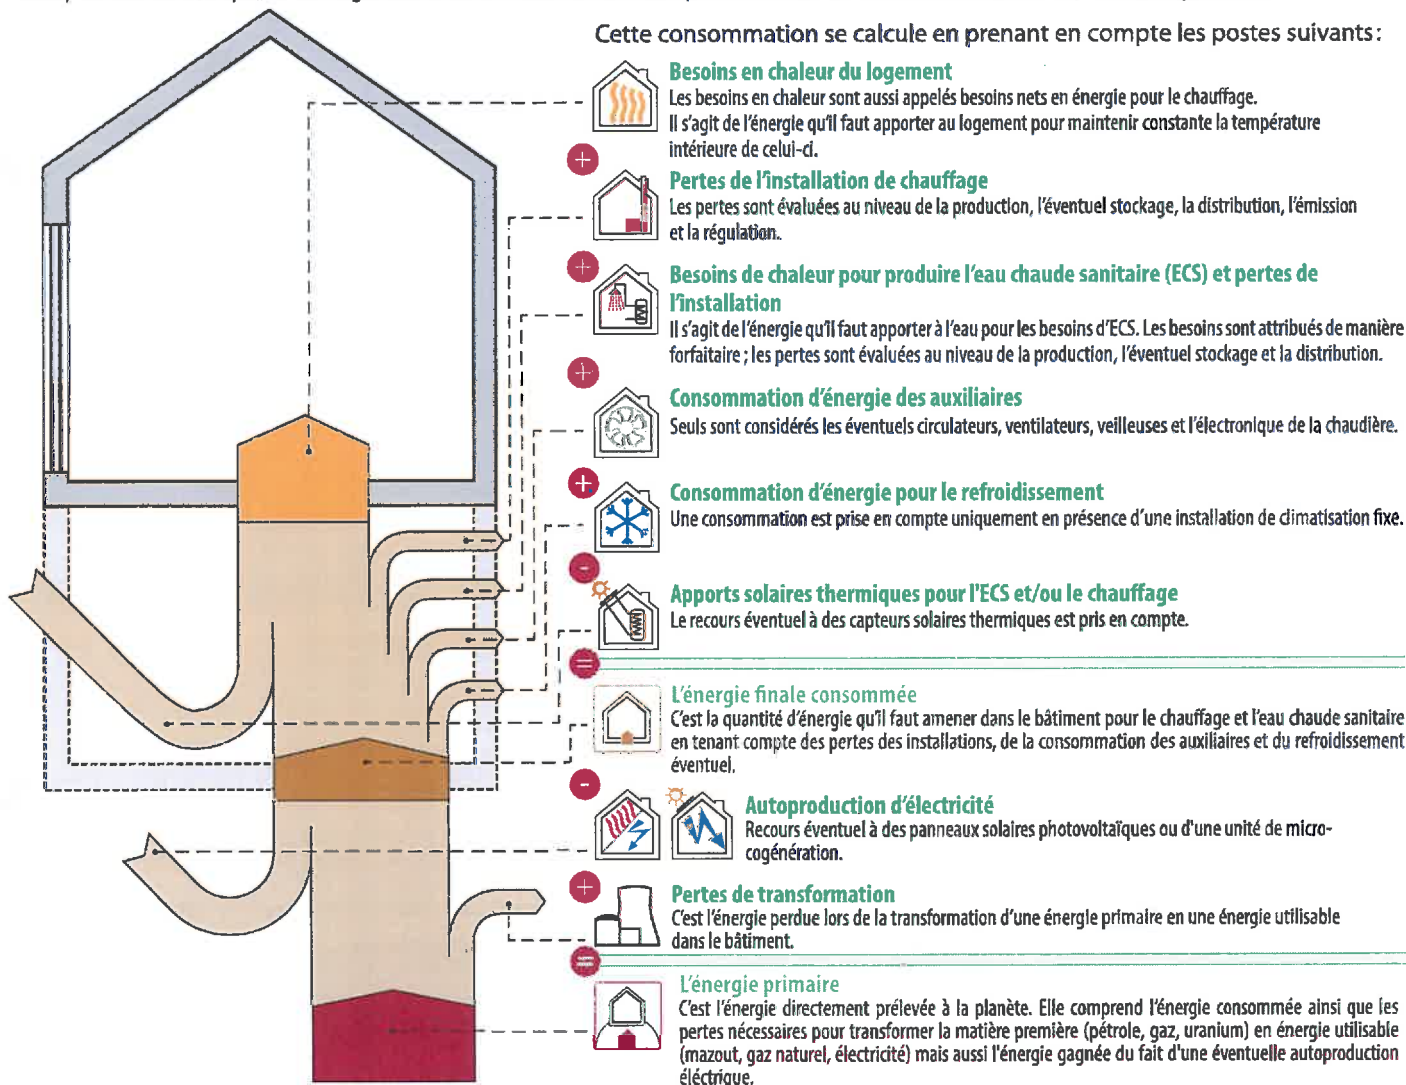 Cette consommation se calcule en prenant en compte les postes suivants :
Besoins en chaleur du logement
Les besoins en chaleur sont aussi appelés besoins nets en énergie pour le chauffage.
Il s'agit de l'énergie qu'il faut apporter au logement pour maintenir constante la température
intérieure de celui-ci.
+
Pertes de l'installation de chauffage
Les pertes sont évaluées au niveau de la production, l'éventuel stockage, la distribution, l'émission
et la régulation.
+
Besoins de chaleur pour produire l'eau chaude sanitaire (ECS) et pertes de
l'installation
Il s'agit de l'énergie qu'il faut apporter à l'eau pour les besoins d'ECS. Les besoins sont attribués de manière
forfaitaire ; les pertes sont évaluées au niveau de la production, l'éventuel stockage et la distribution.
+
Consommation d'énergie des auxiliaires
Seuls sont considérés les éventuels circulateurs, ventilateurs, veilleuses et l'électronique de la chaudière.
+
Consommation d'énergie pour le refroidissement
Une consommation est prise en compte uniquement en présence d'une installation de climatisation fixe.
-
Apports solaires thermiques pour l'ECS et/ou le chauffage
Le recours éventuel à des capteurs solaires thermiques est pris en compte.
=
L'énergie finale consommée
C'est la quantité d'énergie qu'il faut amener dans le bâtiment pour le chauffage et l'eau chaude sanitaire
en tenant compte des pertes des installations, de la consommation des auxiliaires et du refroidissement
éventuel.
-
Autoproduction d'électricité
Recours éventuel à des panneaux solaires photovoltaïques ou d'une unité de micro-
cogénération.
+
Pertes de transformation
C'est l'énergie perdue lors de la transformation d'une énergie primaire en une énergie utilisable
dans le bâtiment.
=
L'énergie primaire
C'est l'énergie directement prélevée à la planète. Elle comprend l'énergie consommée ainsi que les
pertes nécessaires pour transformer la matière première (pétrole, gaz, uranium) en énergie utilisable
(mazout, gaz naturel, électricité) mais aussi l'énergie gagnée du fait d'une éventuelle autoproduction
éléctrique.